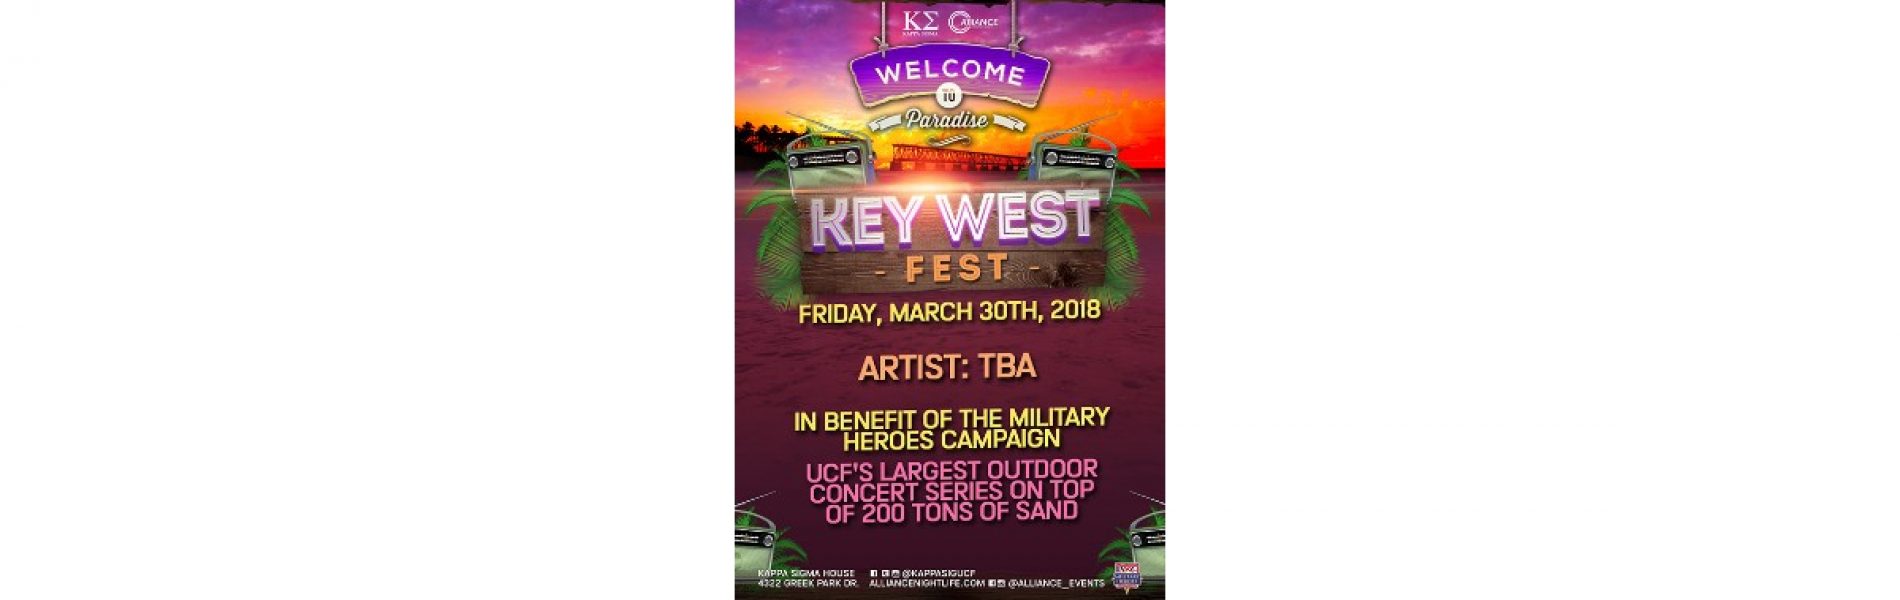 ΚΣ
KAPPA SIGMA
ALLIANCE
WELCOME
TO
Paradise
KEY WEST
- FEST -
FRIDAY, MARCH 30TH, 2018
ARTIST: TBA
IN BENEFIT OF THE MILITARY
HEROES CAMPAIGN
UCF'S LARGEST OUTDOOR
CONCERT SERIES ON TOP
OF 200 TONS OF SAND
KAPPA SIGMA HOUSE @KAPPASIGUCF
4322 GREEK PARK DR. ALLIANCENIGHTLIFE.COM @ALLIANCE_EVENTS